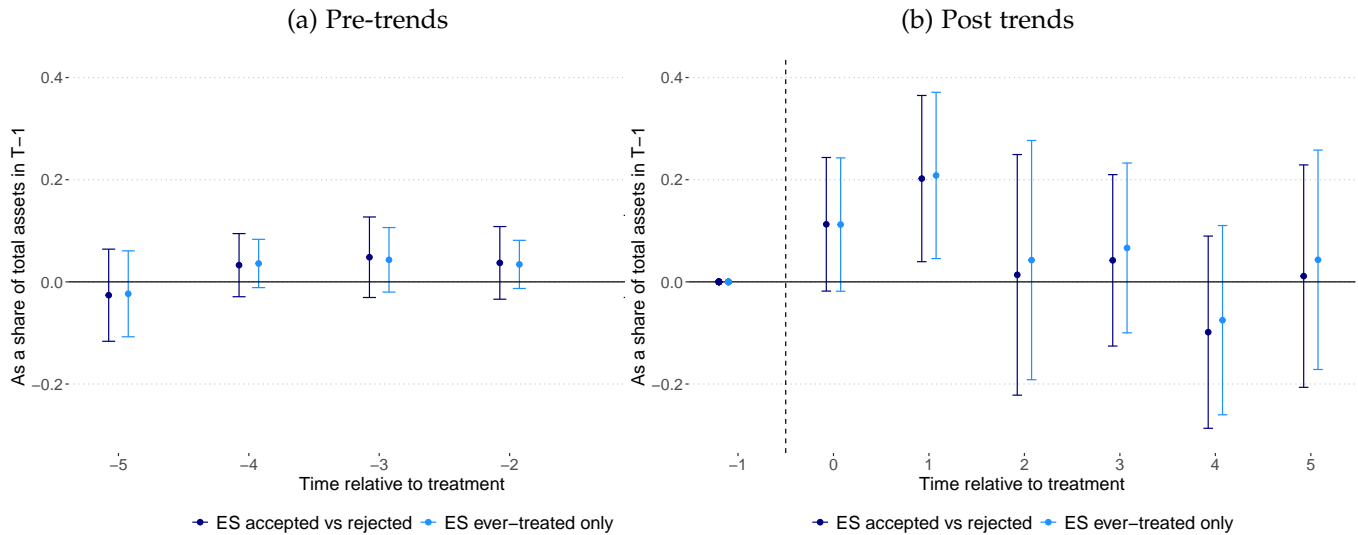 (a) Pre-trends
As a share of total assets in T−1
0.4
0.2
0.0
−0.2
−5 −4 −3 −2
Time relative to treatment
ES accepted vs rejected ES ever−treated only
(b) Post trends
As a share of total assets in T−1
0.4
0.2
0.0
−0.2
−1 0 1 2 3 4 5
Time relative to treatment
ES accepted vs rejected ES ever−treated only